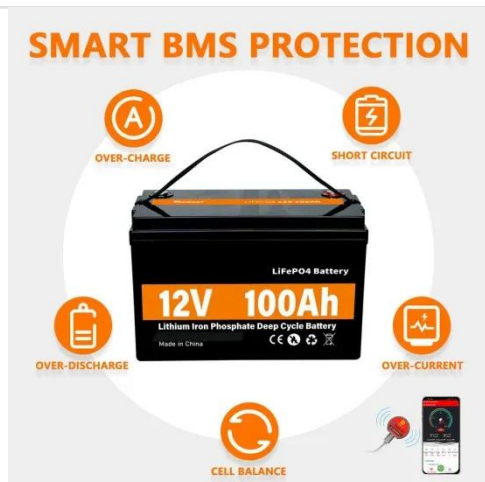 SMART BMS PROTECTION
OVER-CHARGE
SHORT CIRCUIT
LiFePO4 Battery
12V 100Ah
Lithium Iron Phosphate Deep Cycle Battery
Made in China
CE
OVER-DISCHARGE
OVER-CURRENT
CELL BALANCE